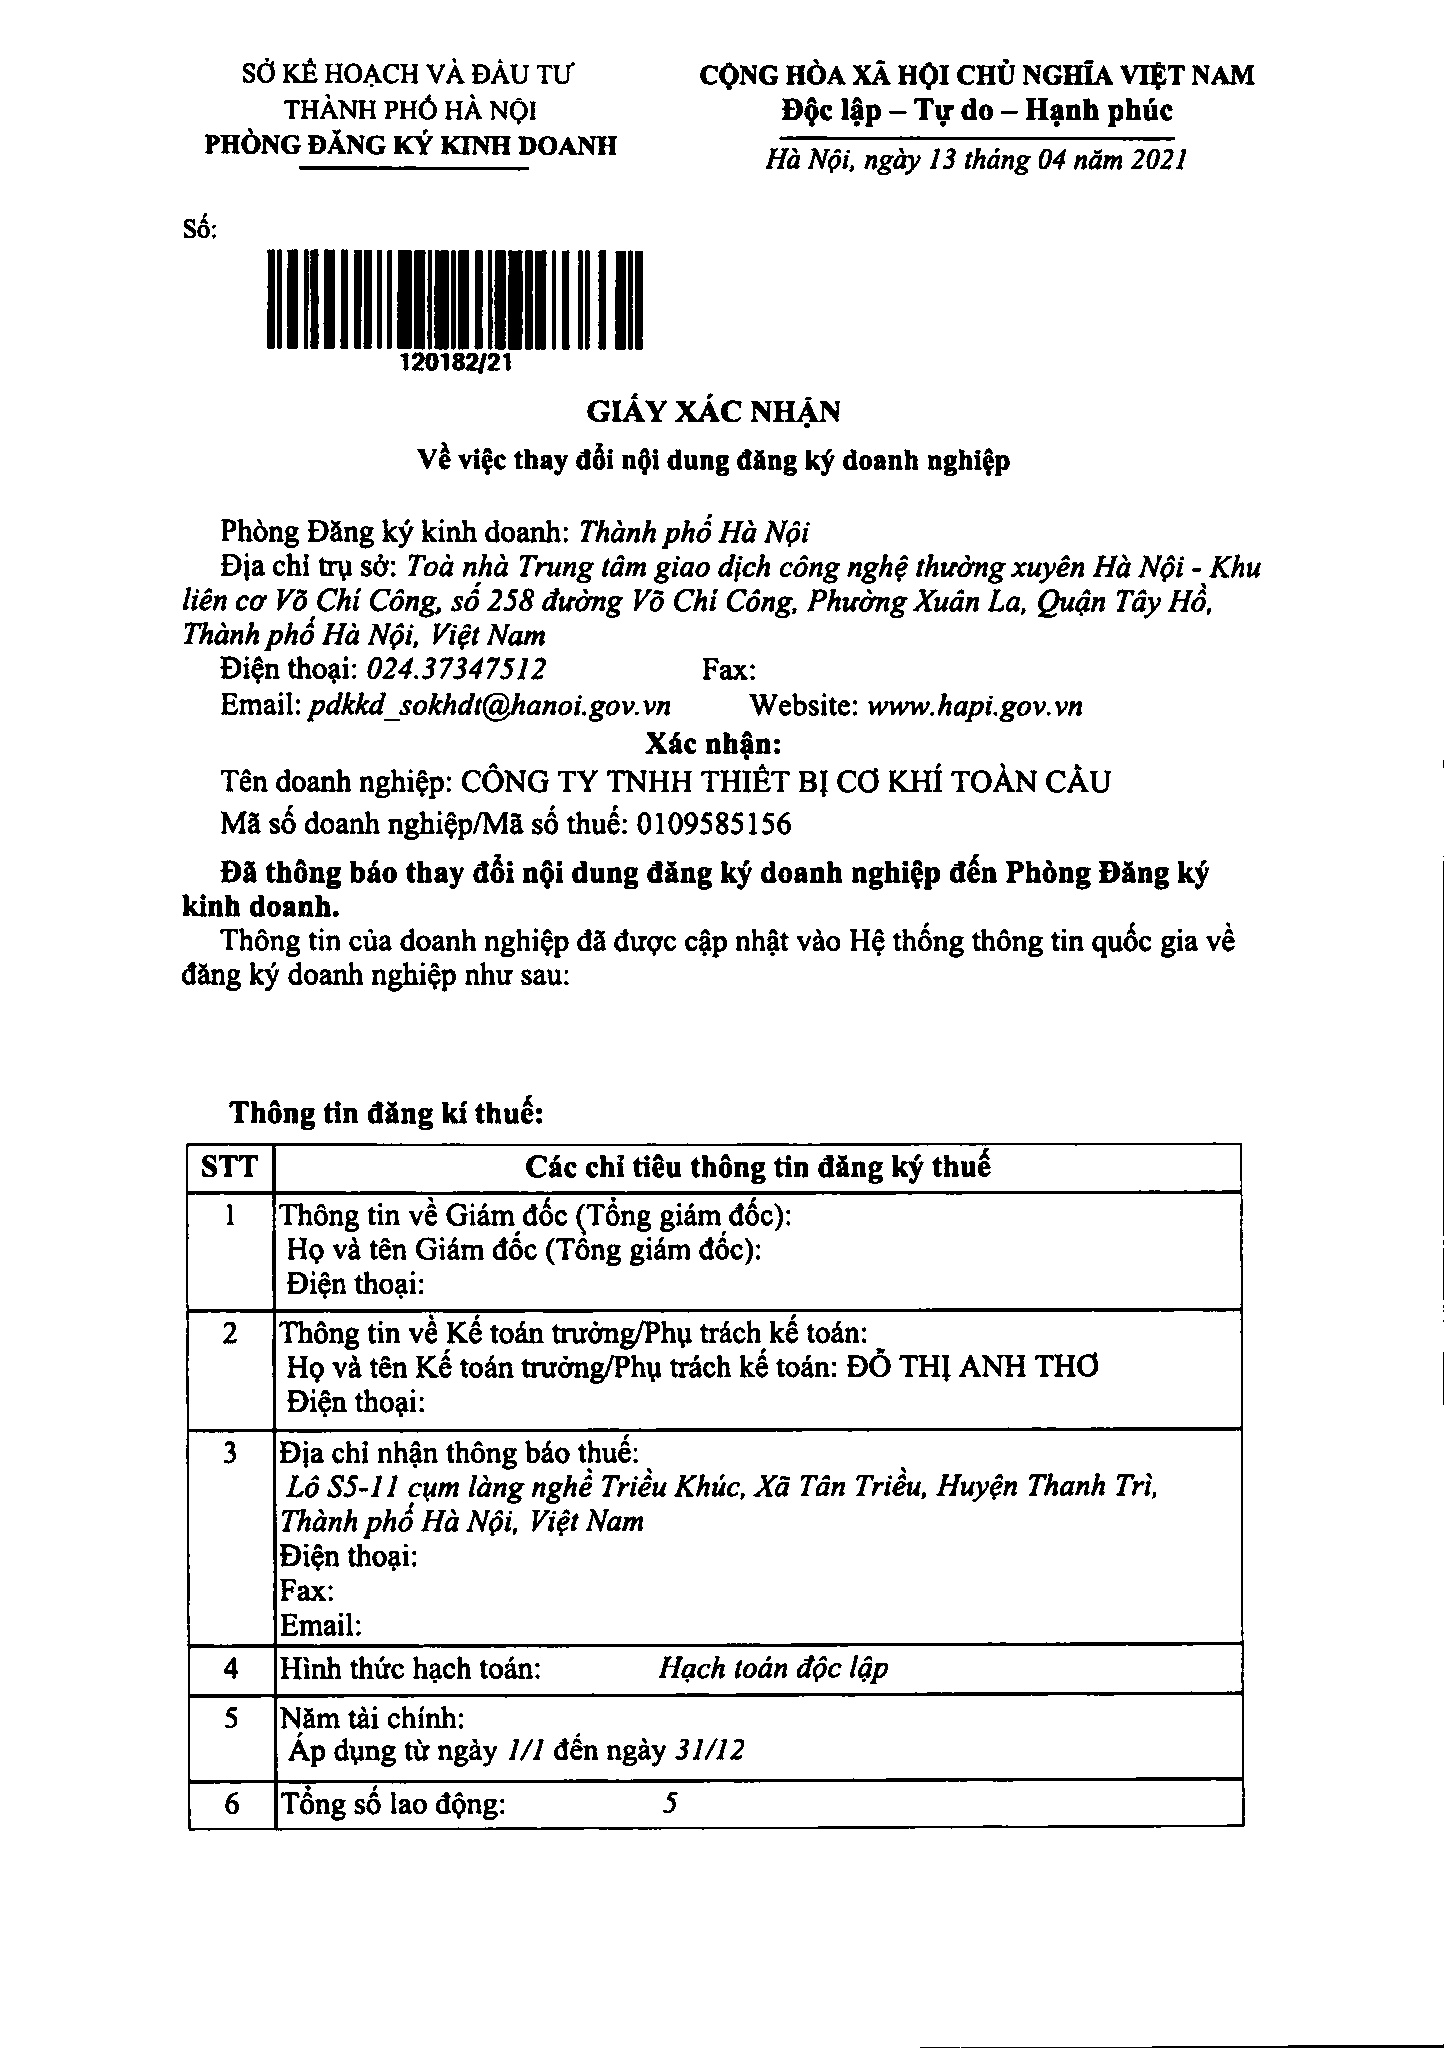 SỞ KẾ HOẠCH VÀ ĐẦU TƯ
THÀNH PHỐ HÀ NỘI
PHÒNG ĐĂNG KÝ KINH DOANH
CỘNG HÒA XÃ HỘI CHỦ NGHĨA VIỆT NAM
Độc lập – Tự do – Hạnh phúc
Hà Nội, ngày 13 tháng 04 năm 2021
Số:
120182/21
GIẤY XÁC NHẬN
Về việc thay đổi nội dung đăng ký doanh nghiệp
Phòng Đăng ký kinh doanh: Thành phố Hà Nội
Địa chỉ trụ sở: Toà nhà Trung tâm giao dịch công nghệ thường xuyên Hà Nội - Khu
liên cơ Võ Chí Công, số 258 đường Võ Chí Công, Phường Xuân La, Quận Tây Hồ,
Thành phố Hà Nội, Việt Nam
Điện thoại: 024.37347512 Fax:
Email: pdkkd_sokhdt@hanoi.gov.vn Website: www.hapi.gov.vn
Xác nhận:
Tên doanh nghiệp: CÔNG TY TNHH THIẾT BỊ CƠ KHÍ TOÀN CẦU
Mã số doanh nghiệp/Mã số thuế: 0109585156
Đã thông báo thay đổi nội dung đăng ký doanh nghiệp đến Phòng Đăng ký
kinh doanh.
Thông tin của doanh nghiệp đã được cập nhật vào Hệ thống thông tin quốc gia về
đăng ký doanh nghiệp như sau:
Thông tin đăng kí thuế:
STT Các chỉ tiêu thông tin đăng ký thuế
1 Thông tin về Giám đốc (Tổng giám đốc):
Họ và tên Giám đốc (Tổng giám đốc):
Điện thoại:
2 Thông tin về Kế toán trưởng/Phụ trách kế toán:
Họ và tên Kế toán trưởng/Phụ trách kế toán: ĐỖ THỊ ANH THƠ
Điện thoại:
3 Địa chỉ nhận thông báo thuế:
Lô S5-11 cụm làng nghề Triều Khúc, Xã Tân Triều, Huyện Thanh Trì,
Thành phố Hà Nội, Việt Nam
Điện thoại:
Fax:
Email:
4 Hình thức hạch toán: Hạch toán độc lập
5 Năm tài chính:
Áp dụng từ ngày 1/1 đến ngày 31/12
6 Tổng số lao động: 5